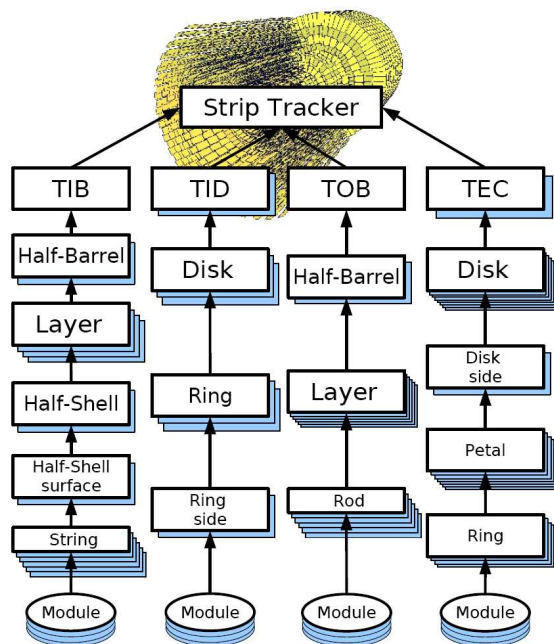 Strip Tracker
TIB
TID
TOB
TEC
Half-Barrel
Disk
Half-Barrel
Disk
Layer
Disk
side
Half-Shell
Ring
Layer
Petal
Half-Shell
surface
Ring
side
Rod
String
Ring
Module
Module
Module
Module